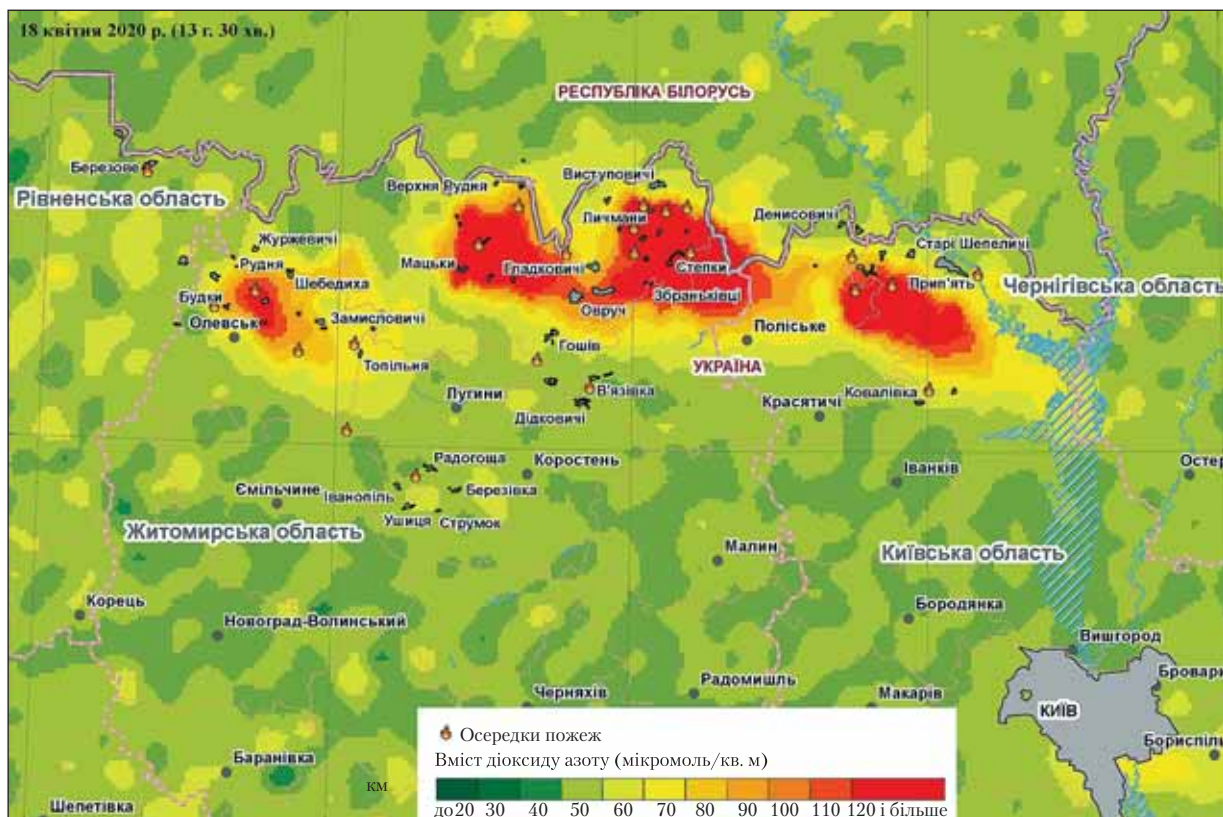 18 квітня 2020 р. (13 г. 30 хв.)
РЕСПУБЛІКА БІЛОРУСЬ
Березове
Рівненська область
Верхня Рудня
Виступовичі
Личмани
Денисовичі
Журжевичі
Рудня
Шебедиха
Мацьки
Гладковичі
Степки
Старі Шепеличі
Прип'ять
Чернігівська область
Будки
Олевськ
Замисловичі
Овруч
Збраньківці
Поліське
Топільня
Гошів
УКРАЇНА
Лугини
В'язівка
Дідковичі
Красятичі
Ковалівка
Радогоща
Коростень
Іванків
Остер
Ємільчине
Іванопіль
Березівка
Ушиця
Струмок
Житомирська область
Малин
Київська область
Корець
Новоград-Волинський
Бородянка
Вишгород
Черняхів
Радомишль
Макарів
КИЇВ
Бровари
Баранівка
Бориспіль
Шепетівка
км
Осередки пожеж
Вміст діоксиду азоту (мікромоль/кв. м)
до 20 30 40 50 60 70 80 90 100 110 120 і більше